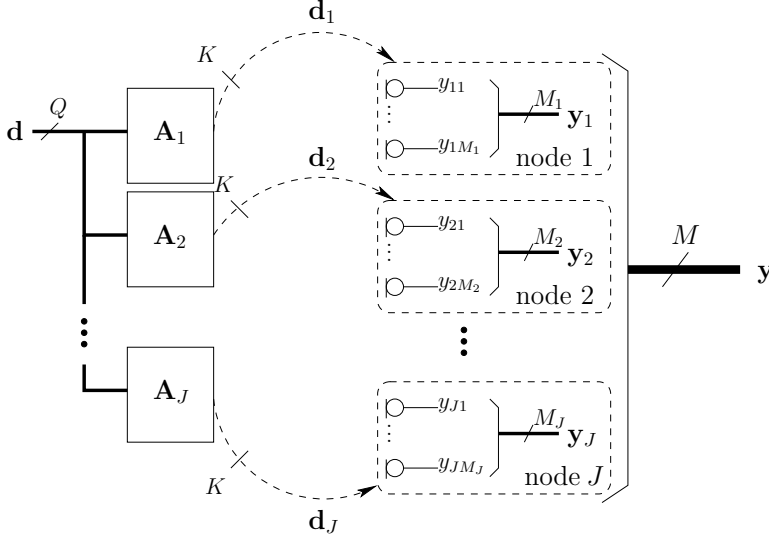 d
Q
A₁
A₂
A_J
K
K
K
d₁
d₂
d_J
y₁₁
⋮
y₁M₁
M₁
y₁
node 1
y₂₁
⋮
y₂M₂
M₂
y₂
node 2
⋮
y_J1
⋮
y_JM_J
M_J
y_J
node J
M
y